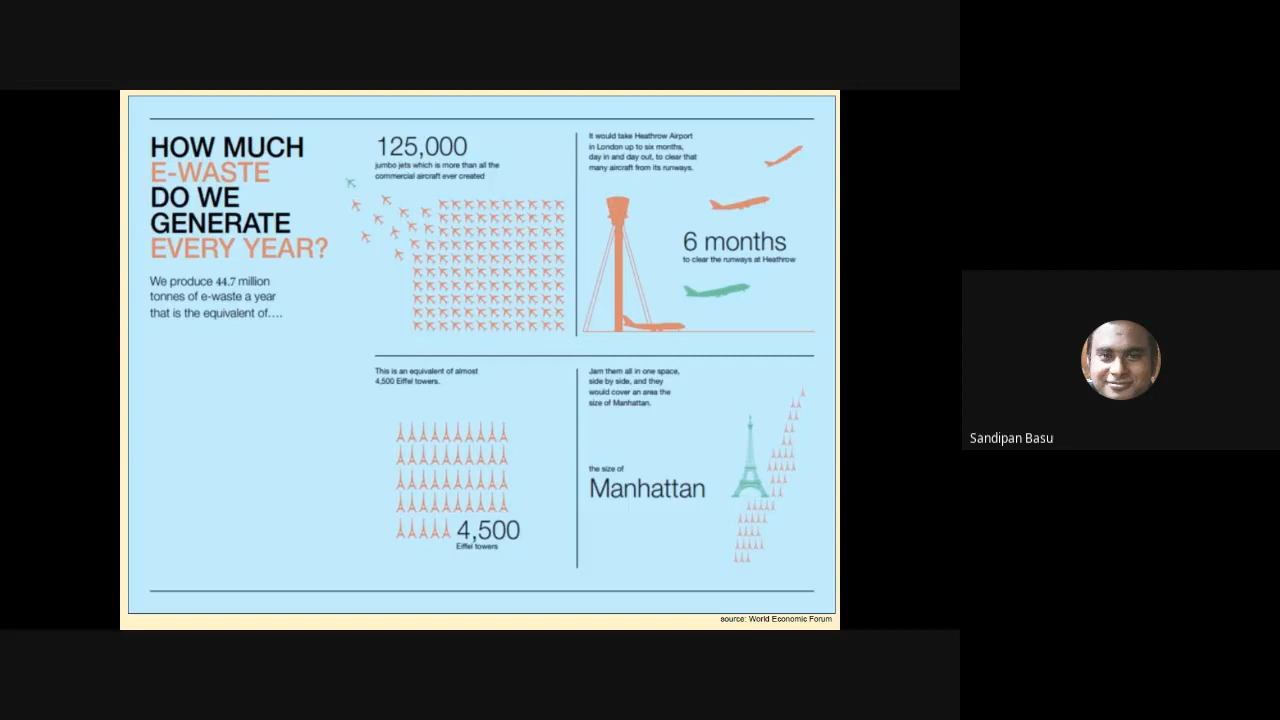 HOW MUCH
E-WASTE
DO WE
GENERATE
EVERY YEAR?
We produce 44.7 million
tonnes of e-waste a year
that is the equivalent of....
125,000
jumbo jets which is more than all the
commercial aircraft ever created
It would take Heathrow Airport
in London up to six months,
day in and day out, to clear that
many aircraft from its runways.
6 months
to clear the runways at Heathrow
This is an equivalent of almost
4,500 Eiffel towers.
4,500
Eiffel towers
Jam them all in one space,
side by side, and they
would cover an area the
size of Manhattan.
the size of
Manhattan
source: World Economic Forum
Sandipan Basu